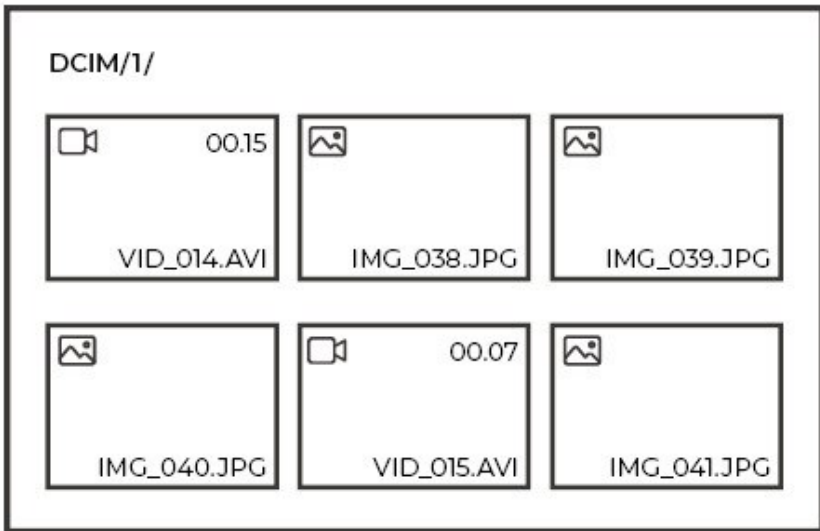 DCIM/1/
00.15
VID_014.AVI
IMG_038.JPG
IMG_039.JPG
IMG_040.JPG
00.07
VID_015.AVI
IMG_041.JPG